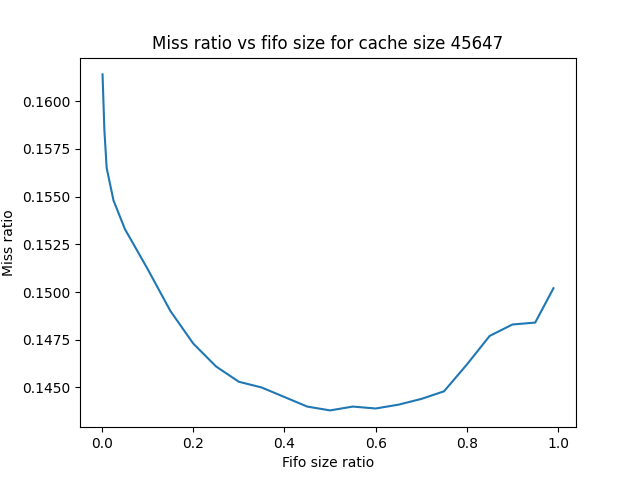 Miss ratio vs fifo size for cache size 45647
0.1600
0.1575
0.1550
0.1525
0.1500
0.1475
0.1450
Miss ratio
0.0 0.2 0.4 0.6 0.8 1.0
Fifo size ratio